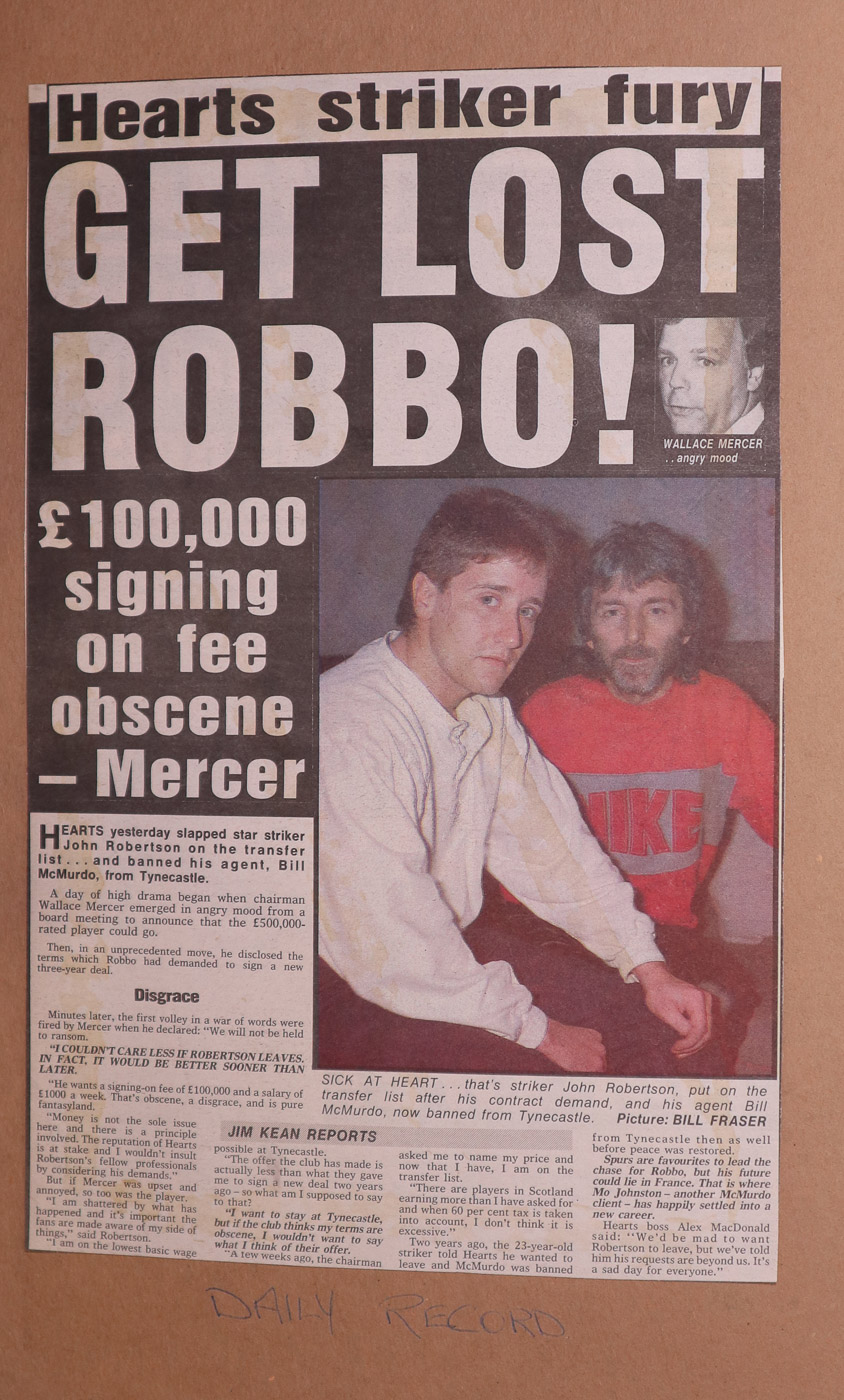 Hearts striker fury
GET LOST
ROBBO!
WALLACE MERCER
. . angry mood
£100,000
signing
on fee
obscene
– Mercer
NIKE
HEARTS yesterday slapped star striker
John Robertson on the transfer
list . . . and banned his agent, Bill
McMurdo, from Tynecastle.
A day of high drama began when chairman
Wallace Mercer emerged in angry mood from a
board meeting to announce that the £500,000-
rated player could go.
Then, in an unprecedented move, he disclosed the
terms which Robbo had demanded to sign a new
three-year deal.
Disgrace
Minutes later, the first volley in a war of words were
fired by Mercer when he declared: "We will not be held
to ransom.
"I COULDN'T CARE LESS IF ROBERTSON LEAVES.
IN FACT, IT WOULD BE BETTER SOONER THAN
LATER.
"He wants a signing-on fee of £100,000 and a salary of
£1000 a week. That's obscene, a disgrace, and is pure
fantasyland.
"Money is not the sole issue
here and there is a principle
involved. The reputation of Hearts
is at stake and I wouldn't insult
Robertson's fellow professionals
by considering his demands."
But if Mercer was upset and
annoyed, so too was the player.
"I am shattered by what has
happened and it's important the
fans are made aware of my side of
things," said Robertson.
"I am on the lowest basic wage
SICK AT HEART . . . that's striker John Robertson, put on the
transfer list after his contract demand, and his agent Bill
McMurdo, now banned from Tynecastle. Picture: BILL FRASER
JIM KEAN REPORTS
possible at Tynecastle.
"The offer the club has made is
actually less than what they gave
me to sign a new deal two years
ago – so what am I supposed to say
to that?
"I want to stay at Tynecastle,
but if the club thinks my terms are
obscene, I wouldn't want to say
what I think of their offer.
"A few weeks ago, the chairman
asked me to name my price and
now that I have, I am on the
transfer list.
"There are players in Scotland
earning more than I have asked for
and when 60 per cent tax is taken
into account, I don't think it is
excessive."
Two years ago, the 23-year-old
striker told Hearts he wanted to
leave and McMurdo was banned
from Tynecastle then as well
before peace was restored.
Spurs are favourites to lead the
chase for Robbo, but his future
could lie in France. That is where
Mo Johnston – another McMurdo
client – has happily settled into a
new career.
Hearts boss Alex MacDonald
said: "We'd be mad to want
Robertson to leave, but we've told
him his requests are beyond us. It's
a sad day for everyone."
DAILY RECORD